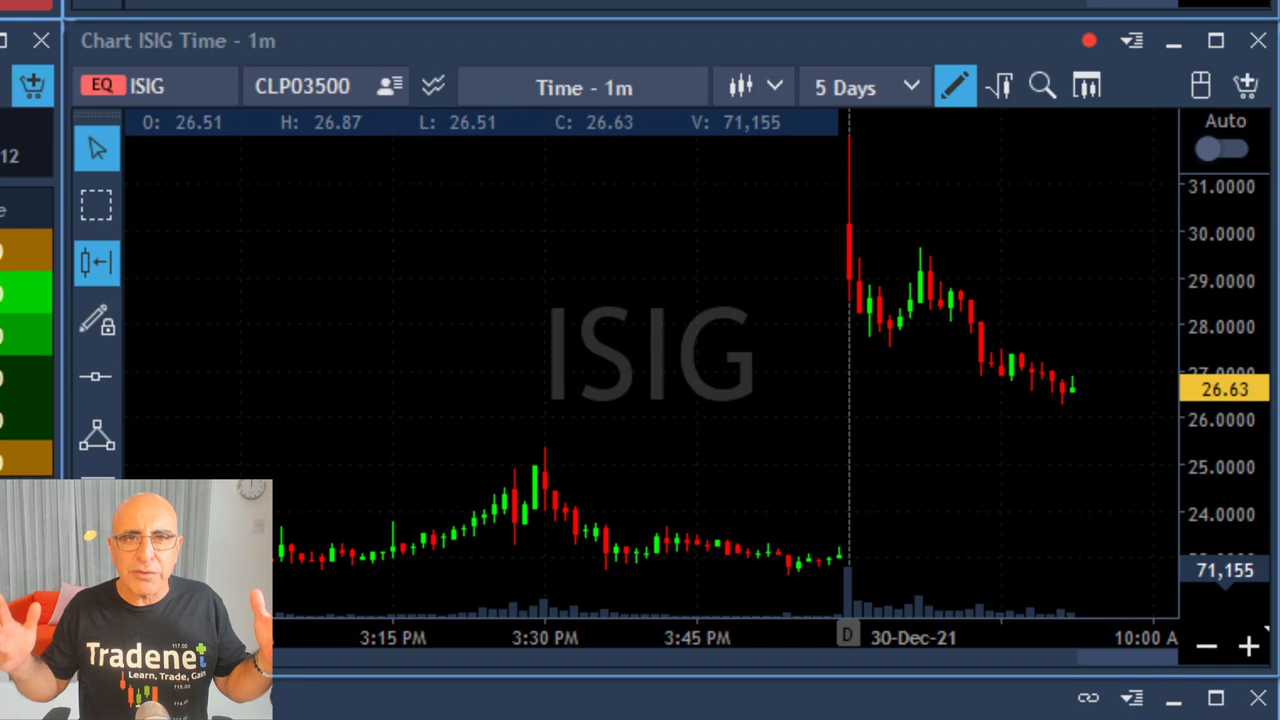 Chart ISIG Time - 1m
EQ ISIG CLP03500 Time - 1m 5 Days
O: 26.51 H: 26.87 L: 26.51 C: 26.63 V: 71,155
Auto
12
e
31.0000
30.0000
29.0000
28.0000
27.0000
26.63
26.0000
25.0000
24.0000
71,155
ISIG
3:15 PM 3:30 PM 3:45 PM D 30-Dec-21 10:00 A
Tradenet
Learn, Trade, Gain